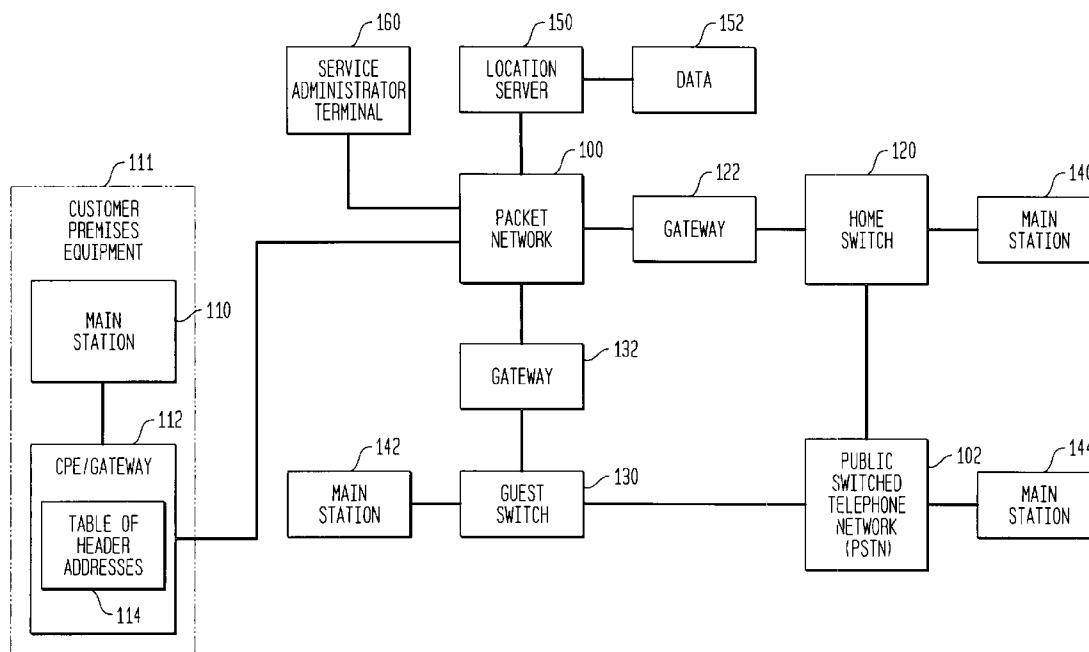 160
SERVICE
ADMINISTRATOR
TERMINAL
150
LOCATION
SERVER
152
DATA
111
CUSTOMER
PREMISES
EQUIPMENT
100
PACKET
NETWORK
122
GATEWAY
120
HOME
SWITCH
140
MAIN
STATION
MAIN
STATION
110
132
GATEWAY
112
CPE/GATEWAY
TABLE OF
HEADER
ADDRESSES
114
142
MAIN
STATION
130
GUEST
SWITCH
102
PUBLIC
SWITCHED
TELEPHONE
NETWORK
(PSTN)
144
MAIN
STATION